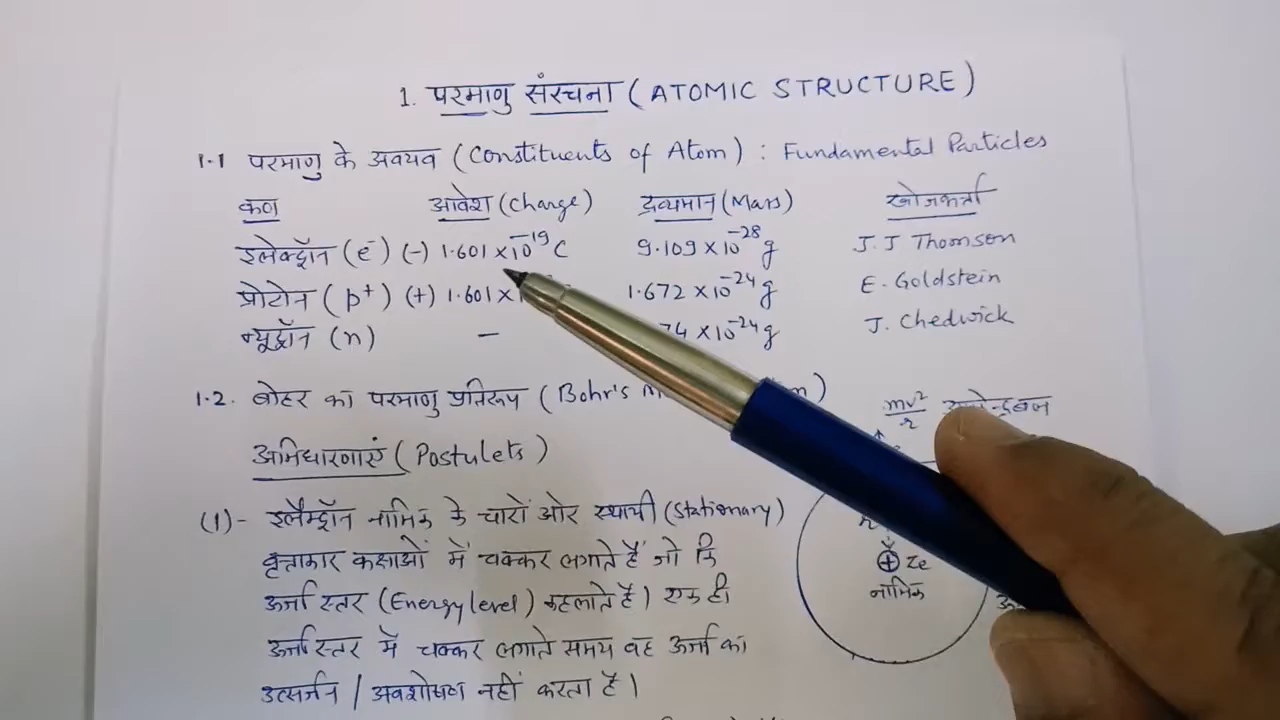 1. परमाणु संरचना (ATOMIC STRUCTURE)
1.1 परमाणु के अवयव (Constituents of Atom) : Fundamental Particles
कण आवेश (Charge) द्रव्यमान (Mass) खोजकर्ता
इलेक्ट्रॉन (e⁻) (-) 1.601 × 10⁻¹⁹ C 9.109 × 10⁻²⁸ g J. J Thomson
प्रोटोन (p⁺) (+) 1.601 × 1 1.672 × 10⁻²⁴ g E. Goldstein
न्यूट्रॉन (n) — 74 × 10⁻²⁴ g J. Chedwick
1.2. बोहर का परमाणु प्रतिरूप (Bohr's M )
mv²/r
अभिधारणाएं (Postulets)
(1)- इलैक्ट्रॉन नाभिक के चारों ओर स्थायी (Stationary)
वृत्ताकार कक्षाओं में चक्कर लगाते हैं जो कि
ऊर्जा स्तर (Energy level) कहलाते है। एक ही
ऊर्जा स्तर में चक्कर लगाते समय वह ऊर्जा का
उत्सर्जन / अवशोषण नहीं करता है।
r
+ Ze
नाभिक